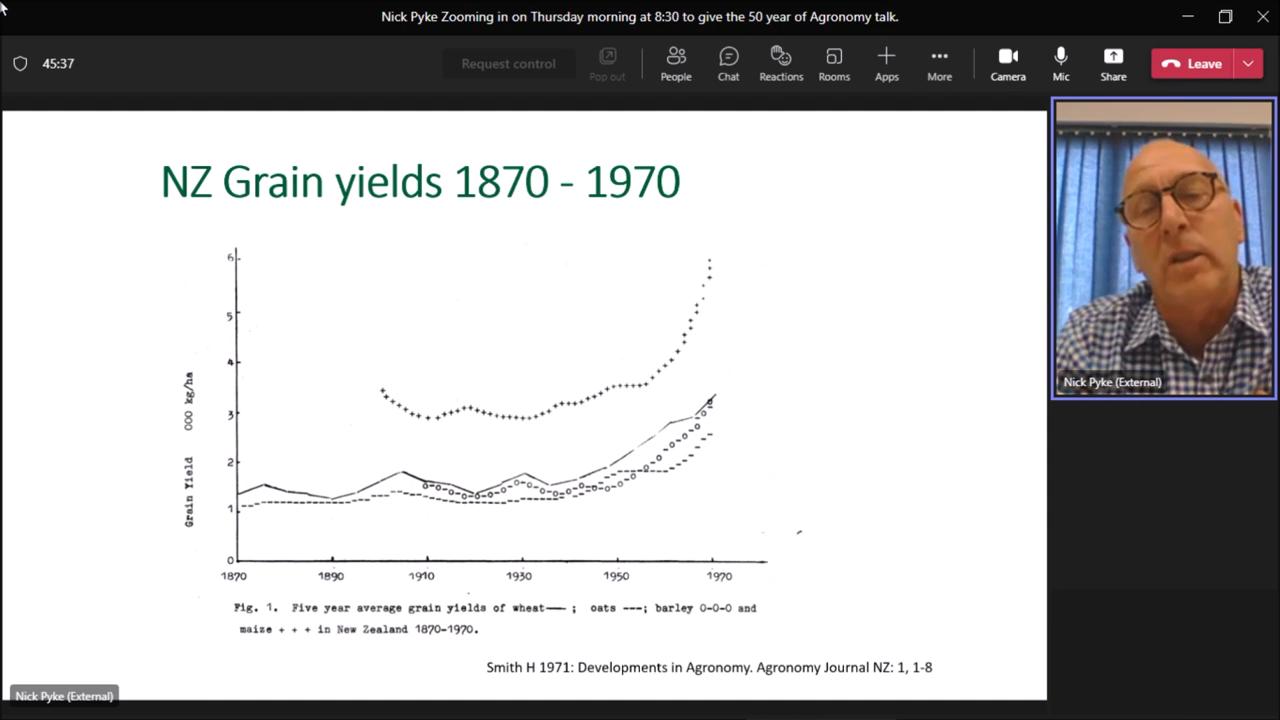 Nick Pyke Zooming in on Thursday morning at 8:30 to give the 50 year of Agronomy talk.
45:37
Request control
Pop out
People
Chat
Reactions
Rooms
Apps
More
Camera
Mic
Share
Leave
NZ Grain yields 1870 - 1970
6
5
4
3
2
1
0
Grain Yield 000 kg/ha
1870 1890 1910 1930 1950 1970
Fig. 1. Five year average grain yields of wheat—— ; oats ---; barley O-O-O and
maize + + + in New Zealand 1870-1970.
Smith H 1971: Developments in Agronomy. Agronomy Journal NZ: 1, 1-8
Nick Pyke (External)
Nick Pyke (External)